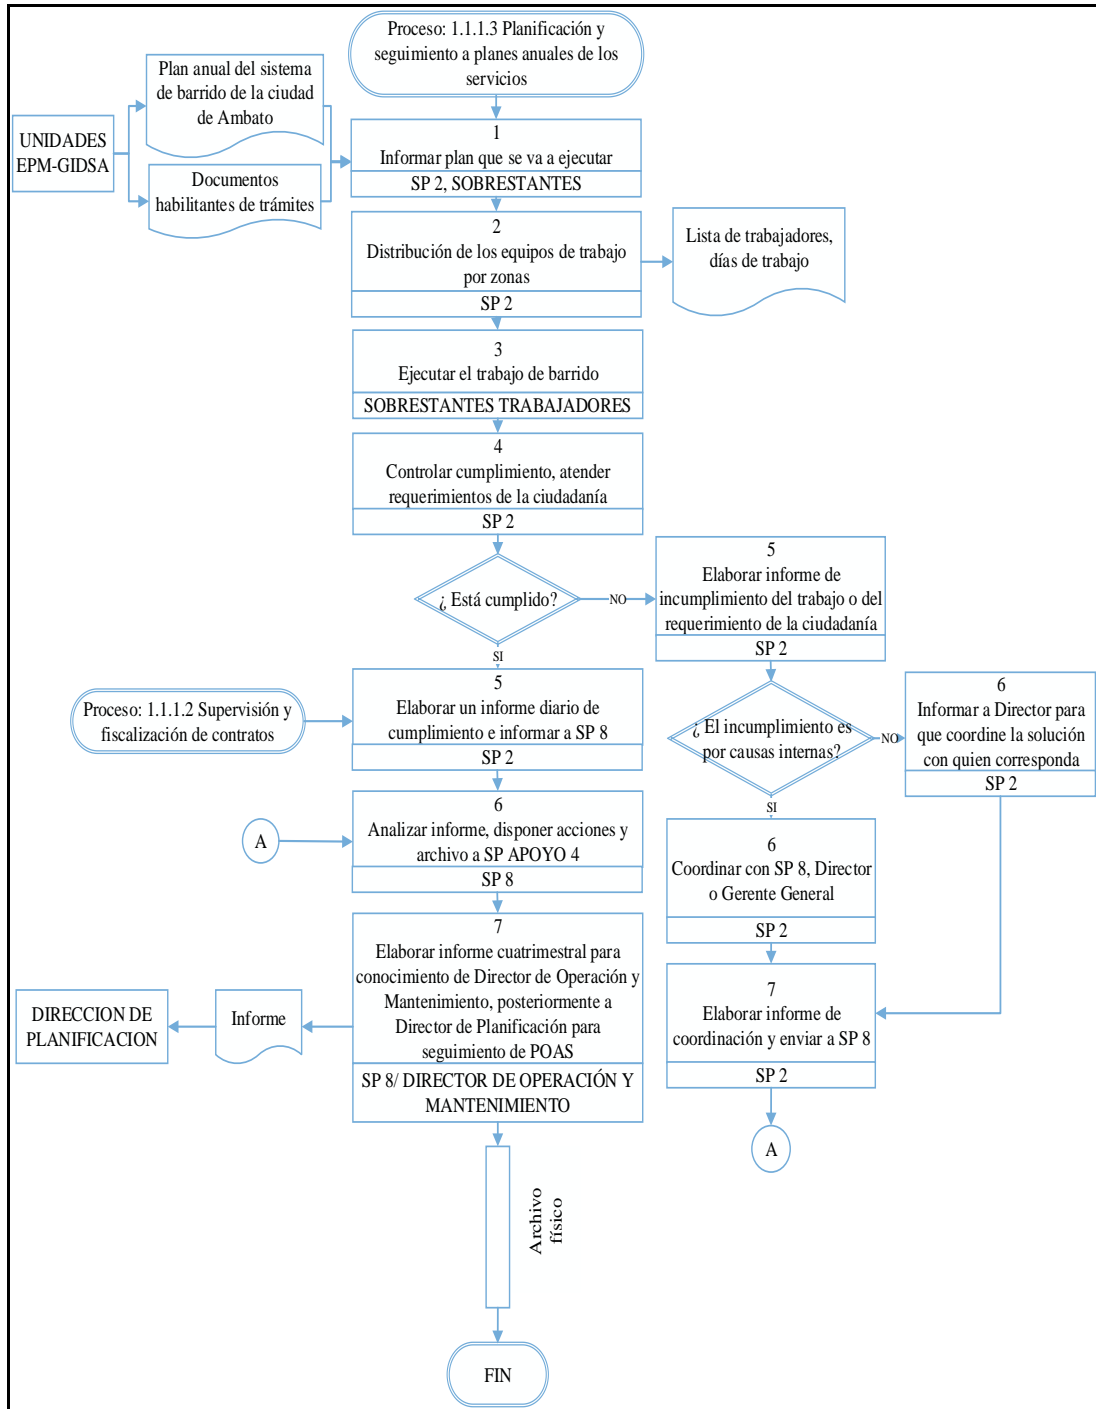 Proceso: 1.1.1.3 Planificación y
seguimiento a planes anuales de los
servicios
Plan anual del sistema
de barrido de la ciudad
de Ambato
UNIDADES
EPM-GIDSA
Documentos
habilitantes de trámites
1
Informar plan que se va a ejecutar
SP 2, SOBRESTANTES
2
Distribución de los equipos de trabajo
por zonas
SP 2
Lista de trabajadores,
días de trabajo
3
Ejecutar el trabajo de barrido
SOBRESTANTES TRABAJADORES
4
Controlar cumplimiento, atender
requerimientos de la ciudadanía
SP 2
¿ Está cumplido?
NO
SI
5
Elaborar informe de
incumplimiento del trabajo o del
requerimiento de la ciudadanía
SP 2
Proceso: 1.1.1.2 Supervisión y
fiscalización de contratos
5
Elaborar un informe diario de
cumplimiento e informar a SP 8
SP 2
¿ El incumplimiento es
por causas internas?
NO
SI
6
Informar a Director para
que coordine la solución
con quien corresponda
SP 2
A
6
Analizar informe, disponer acciones y
archivo a SP APOYO 4
SP 8
6
Coordinar con SP 8, Director
o Gerente General
SP 2
7
Elaborar informe cuatrimestral para
conocimiento de Director de Operación y
Mantenimiento, posteriormente a
Director de Planificación para
seguimiento de POAS
SP 8/ DIRECTOR DE OPERACIÓN Y
MANTENIMIENTO
Informe
DIRECCION DE
PLANIFICACION
7
Elaborar informe de
coordinación y enviar a SP 8
SP 2
A
Archivo
físico
FIN